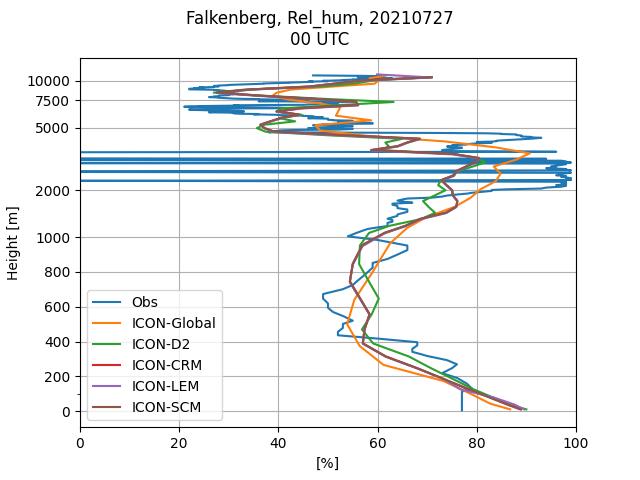 Falkenberg, Rel_hum, 20210727
00 UTC
10000
7500
5000
2000
1000
800
600
400
200
0
Height [m]
Obs
ICON-Global
ICON-D2
ICON-CRM
ICON-LEM
ICON-SCM
0 20 40 60 80 100
[%]